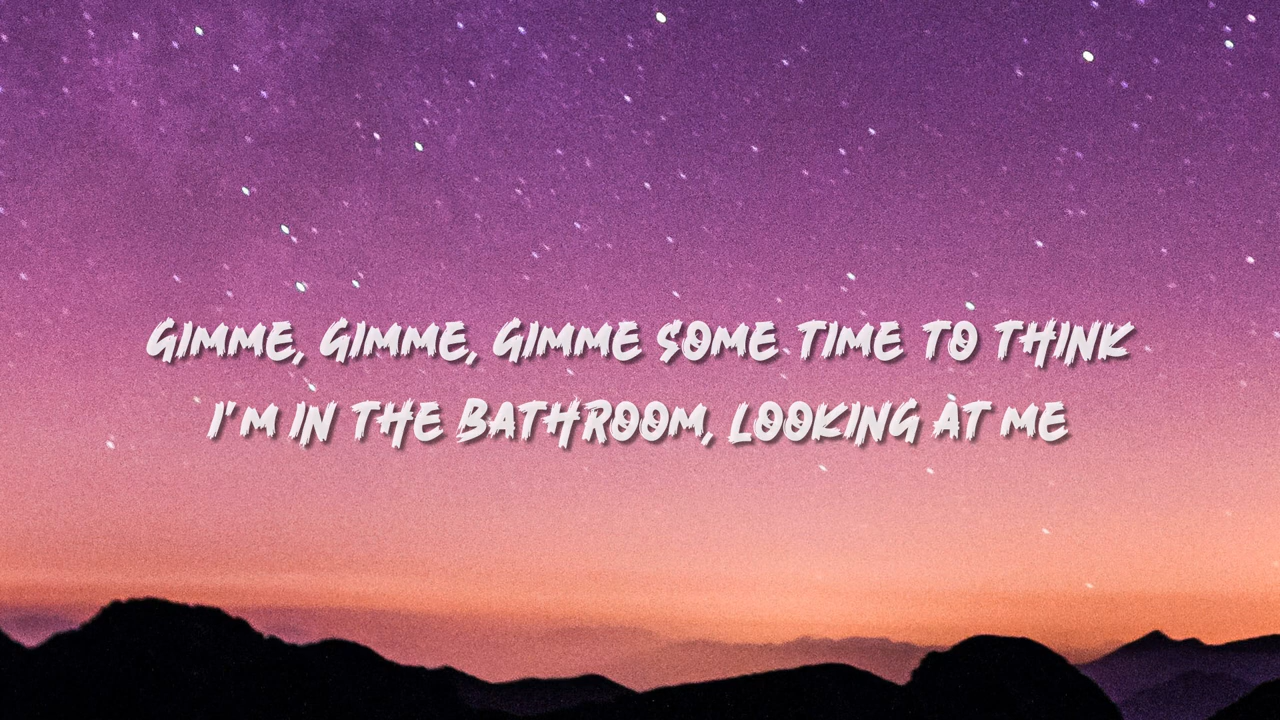 GIMME, GIMME, GIMME SOME TIME TO THINK
I'M IN THE BATHROOM, LOOKING AT ME